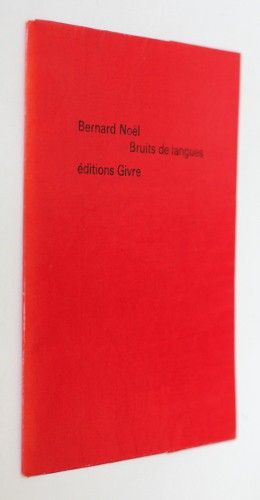 Bernard Noël
Bruits de langues
éditions Givre